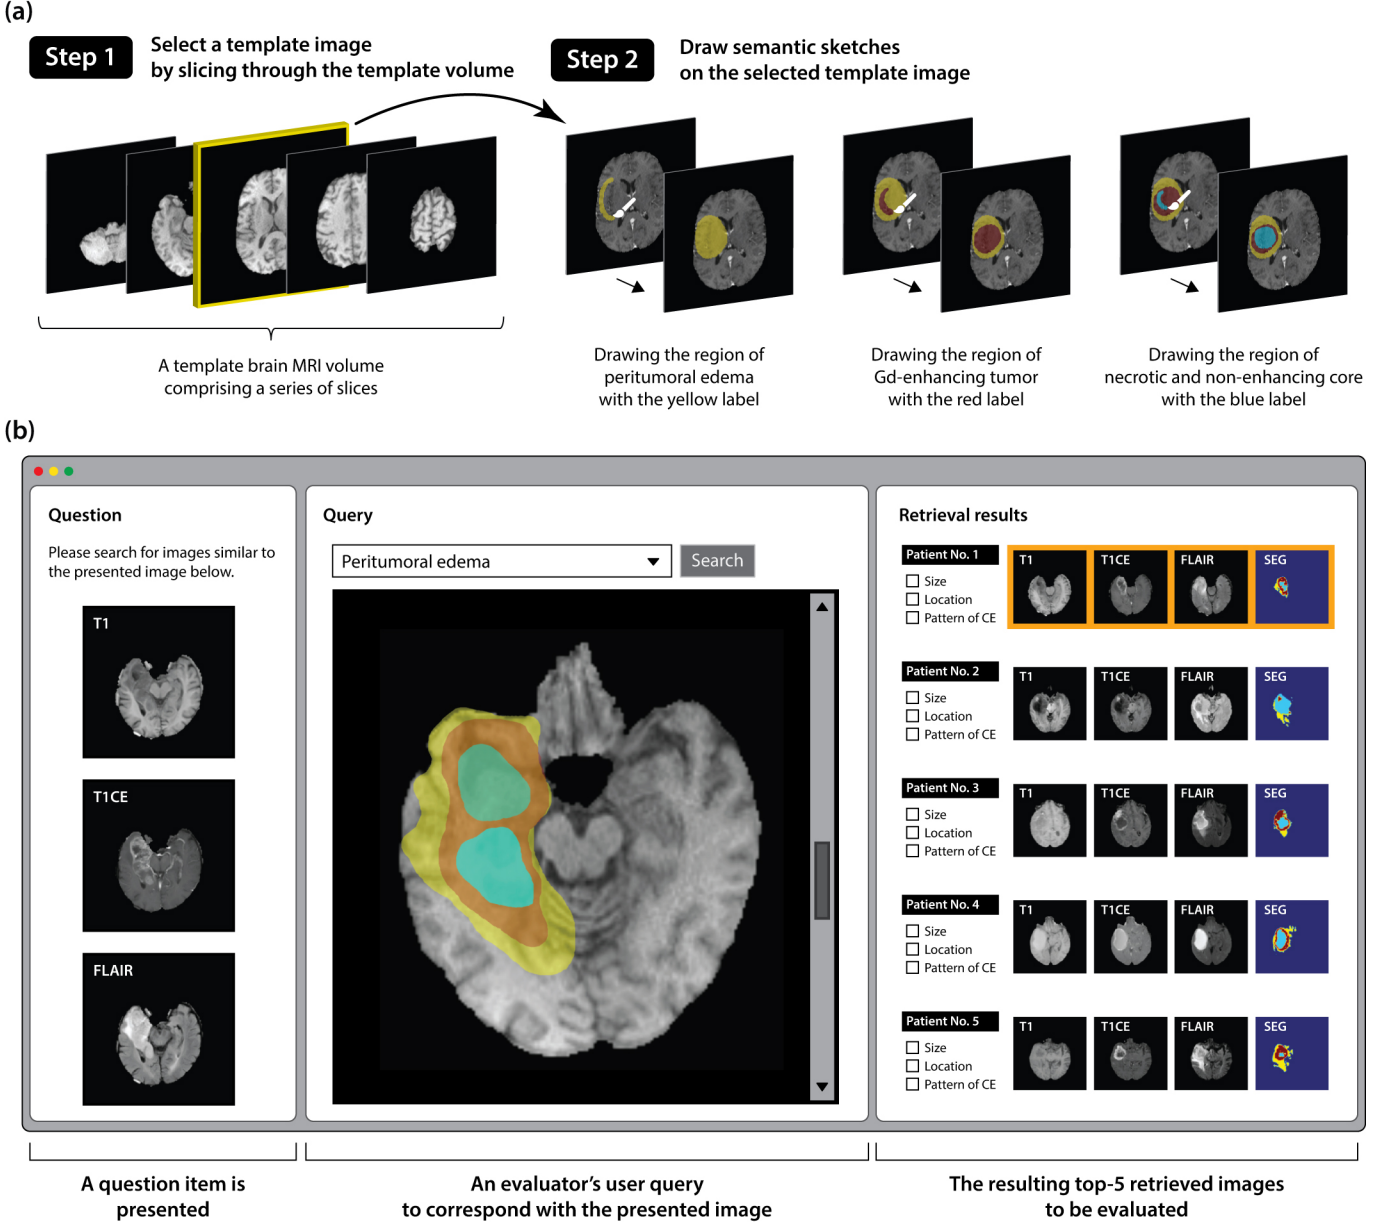 (a)
Step 1
Select a template image
by slicing through the template volume
Step 2
Draw semantic sketches
on the selected template image
A template brain MRI volume
comprising a series of slices
Drawing the region of
peritumoral edema
with the yellow label
Drawing the region of
Gd-enhancing tumor
with the red label
Drawing the region of
necrotic and non-enhancing core
with the blue label
(b)
Question
Please search for images similar to
the presented image below.
T1
T1CE
FLAIR
Query
Peritumoral edema
Search
Retrieval results
Patient No. 1
Size
Location
Pattern of CE
T1 T1CE FLAIR SEG
Patient No. 2
Size
Location
Pattern of CE
T1 T1CE FLAIR SEG
Patient No. 3
Size
Location
Pattern of CE
T1 T1CE FLAIR SEG
Patient No. 4
Size
Location
Pattern of CE
T1 T1CE FLAIR SEG
Patient No. 5
Size
Location
Pattern of CE
T1 T1CE FLAIR SEG
A question item is
presented
An evaluator's user query
to correspond with the presented image
The resulting top-5 retrieved images
to be evaluated